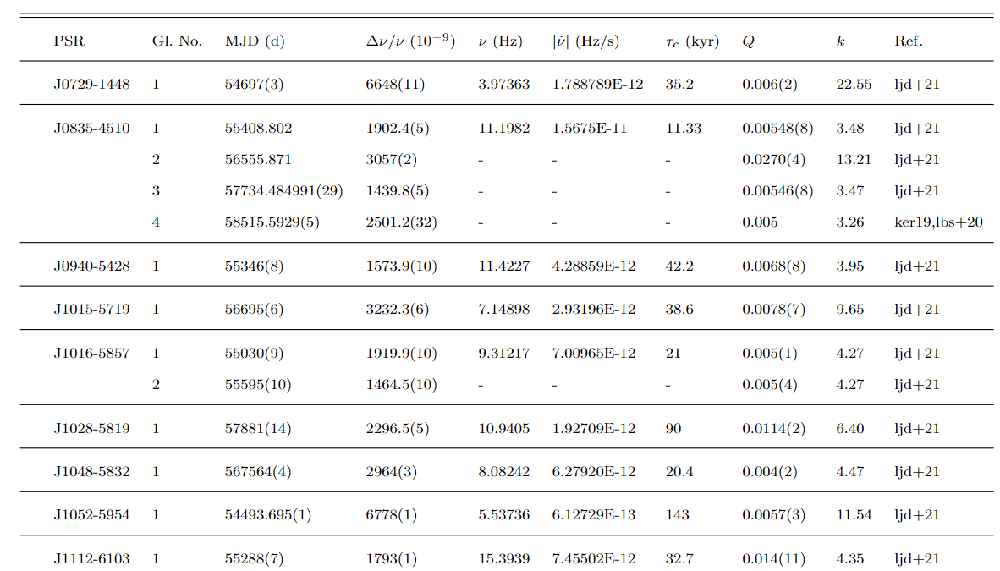 PSR Gl. No. MJD (d) Δν/ν (10⁻⁹) ν (Hz) |ν̇| (Hz/s) τc (kyr) Q k Ref.
J0729-1448 1 54697(3) 6648(11) 3.97363 1.788789E-12 35.2 0.006(2) 22.55 ljd+21
J0835-4510 1 55408.802 1902.4(5) 11.1982 1.5675E-11 11.33 0.00548(8) 3.48 ljd+21
2 56555.871 3057(2) - - - 0.0270(4) 13.21 ljd+21
3 57734.484991(29) 1439.8(5) - - - 0.00546(8) 3.47 ljd+21
4 58515.5929(5) 2501.2(32) - - - 0.005 3.26 ker19,lbs+20
J0940-5428 1 55346(8) 1573.9(10) 11.4227 4.28859E-12 42.2 0.0068(8) 3.95 ljd+21
J1015-5719 1 56695(6) 3232.3(6) 7.14898 2.93196E-12 38.6 0.0078(7) 9.65 ljd+21
J1016-5857 1 55030(9) 1919.9(10) 9.31217 7.00965E-12 21 0.005(1) 4.27 ljd+21
2 55595(10) 1464.5(10) - - - 0.005(4) 4.27 ljd+21
J1028-5819 1 57881(14) 2296.5(5) 10.9405 1.92709E-12 90 0.0114(2) 6.40 ljd+21
J1048-5832 1 567564(4) 2964(3) 8.08242 6.27920E-12 20.4 0.004(2) 4.47 ljd+21
J1052-5954 1 54493.695(1) 6778(1) 5.53736 6.12729E-13 143 0.0057(3) 11.54 ljd+21
J1112-6103 1 55288(7) 1793(1) 15.3939 7.45502E-12 32.7 0.014(11) 4.35 ljd+21